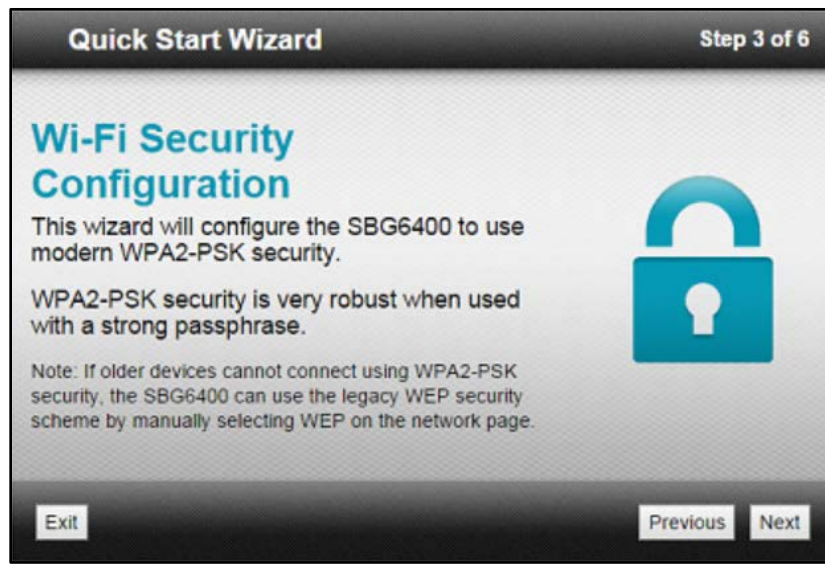 Quick Start Wizard
Step 3 of 6
Wi-Fi Security
Configuration
This wizard will configure the SBG6400 to use
modern WPA2-PSK security.
WPA2-PSK security is very robust when used
with a strong passphrase.
Note: If older devices cannot connect using WPA2-PSK
security, the SBG6400 can use the legacy WEP security
scheme by manually selecting WEP on the network page.
Exit
Previous
Next